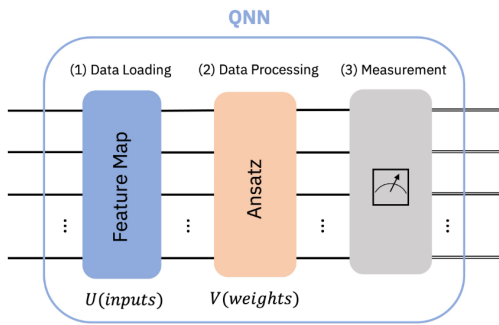 QNN
(1) Data Loading
(2) Data Processing
(3) Measurement
Feature Map
Ansatz
U(inputs)
V(weights)